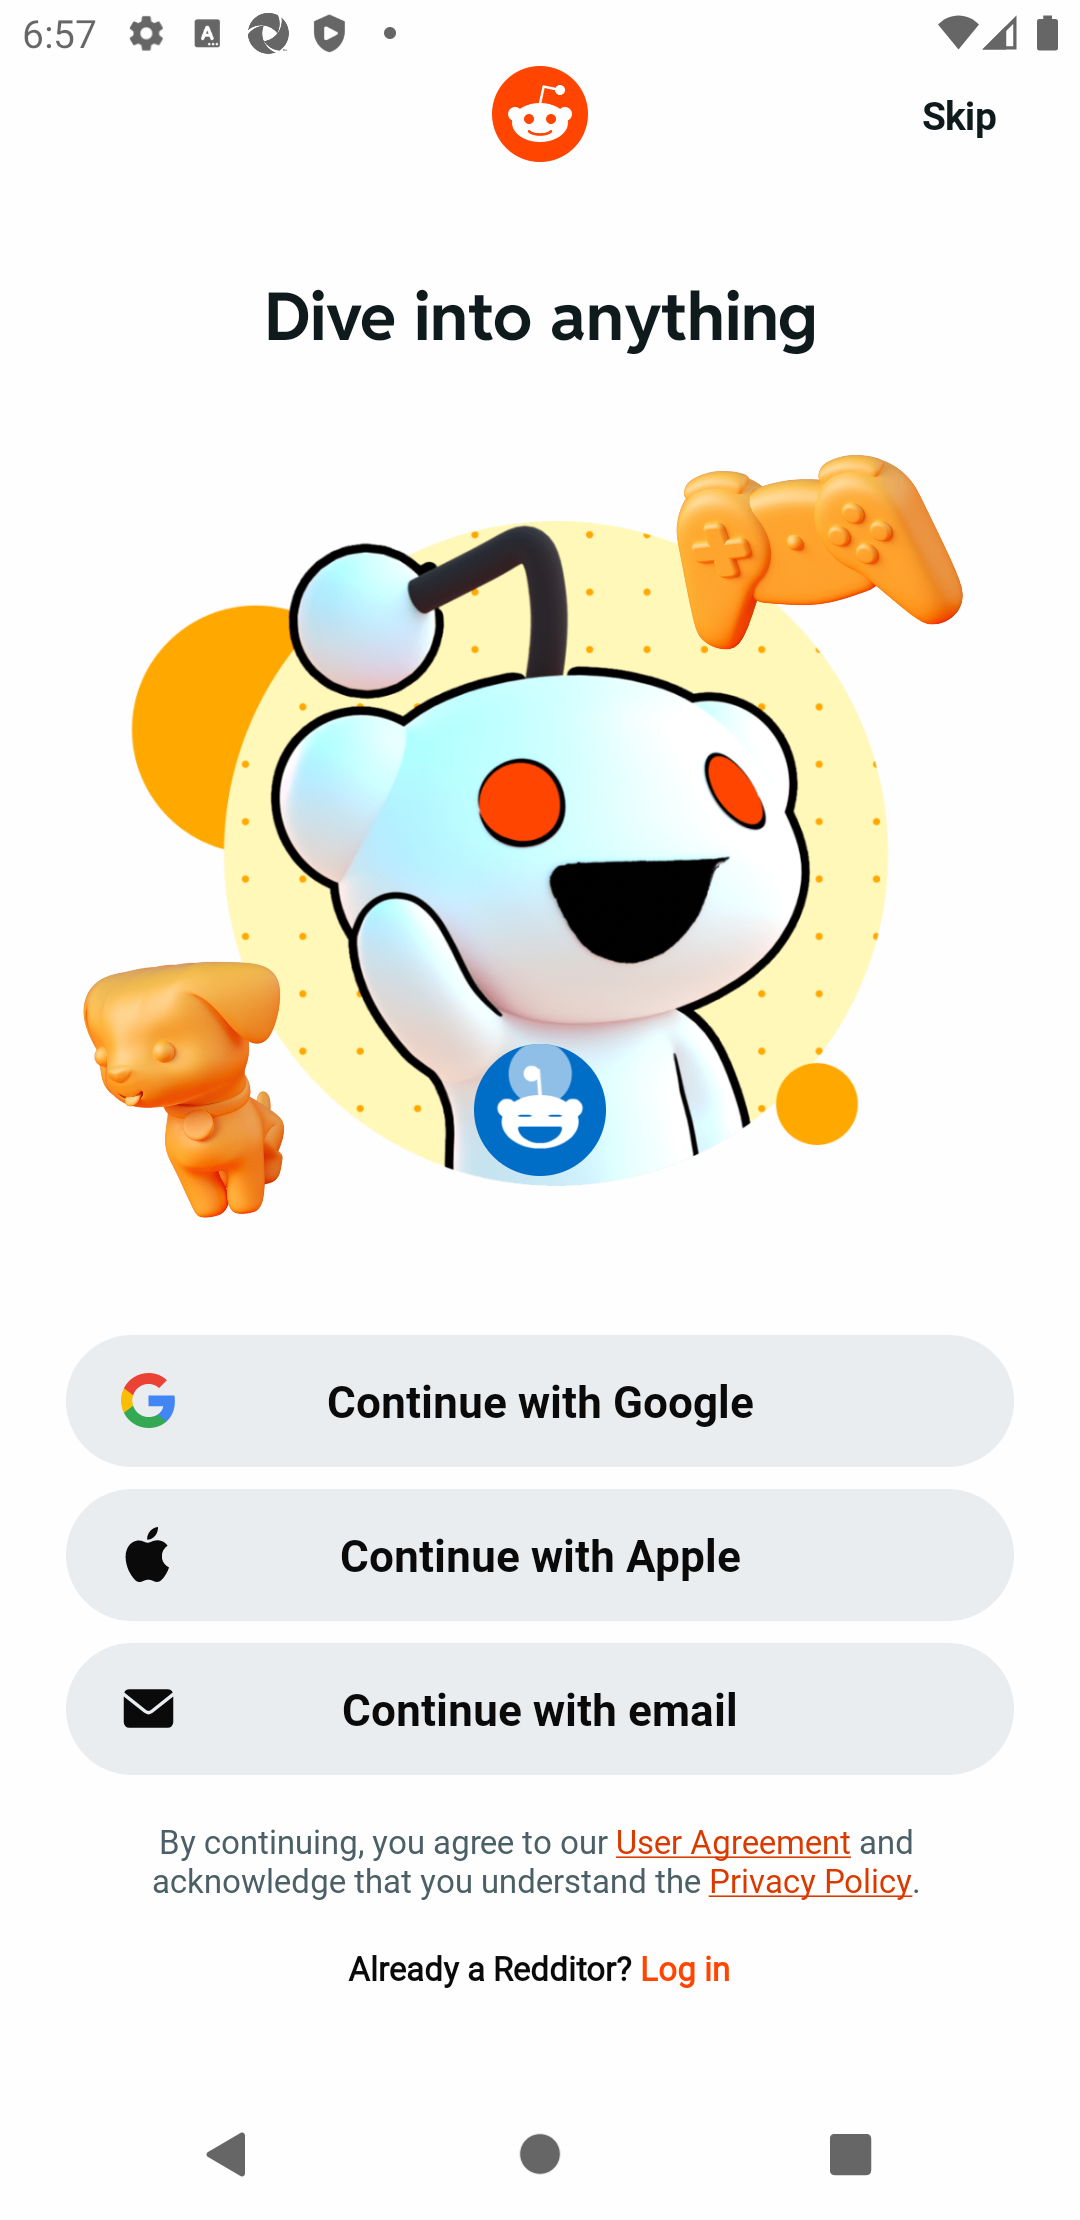 6:57
Skip
Dive into anything
Continue with Google
Continue with Apple
Continue with email
By continuing, you agree to our User Agreement and
acknowledge that you understand the Privacy Policy.
Already a Redditor? Log in